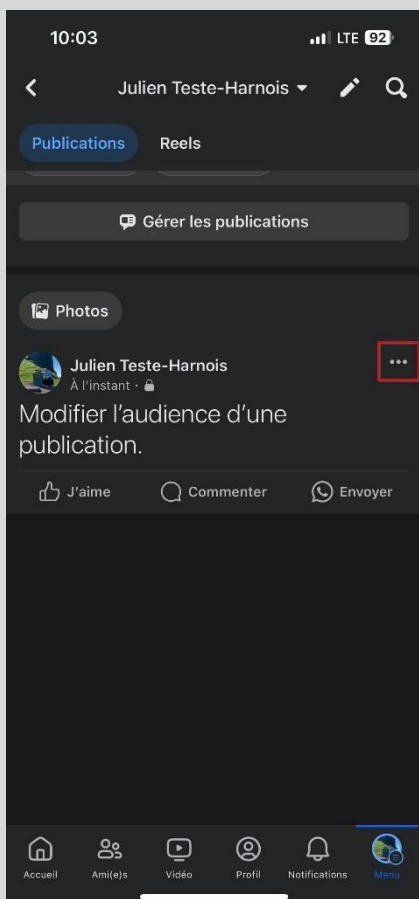 10:03
LTE 92
Julien Teste-Harnois
Publications Reels
Gérer les publications
Photos
Julien Teste-Harnois
À l'instant ·
Modifier l'audience d'une
publication.
J'aime Commenter Envoyer
Accueil Ami(e)s Vidéo Profil Notifications Menu